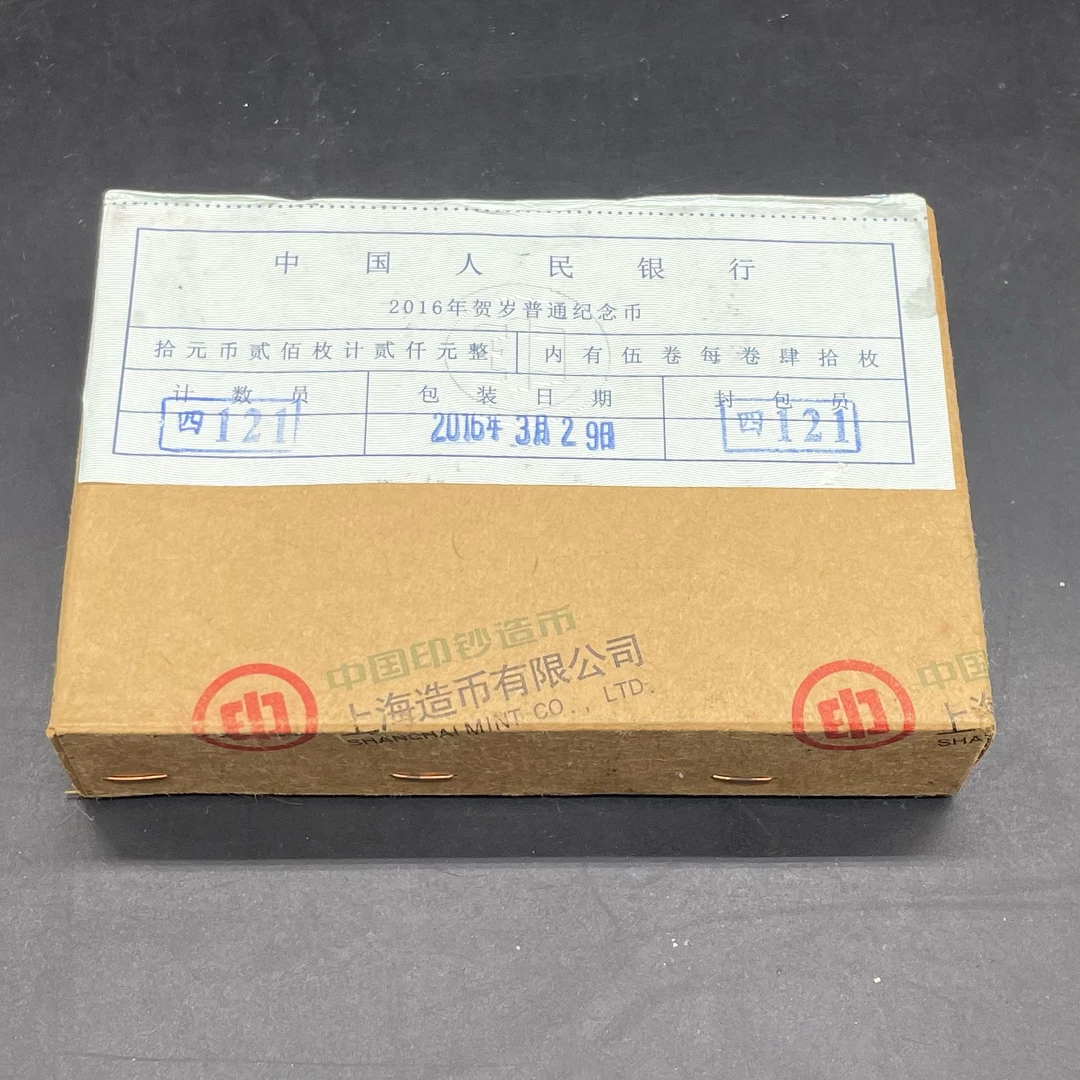 中国人民银行
2016年贺岁普通纪念币
拾元币贰佰枚计贰仟元整 内有伍卷每卷肆拾枚
计数员 包装日期 封包员
四121 2016年3月29日 四121
中国印钞造币 中国
上海造币有限公司 上
SHANGHAI MINT CO., LTD. SHA